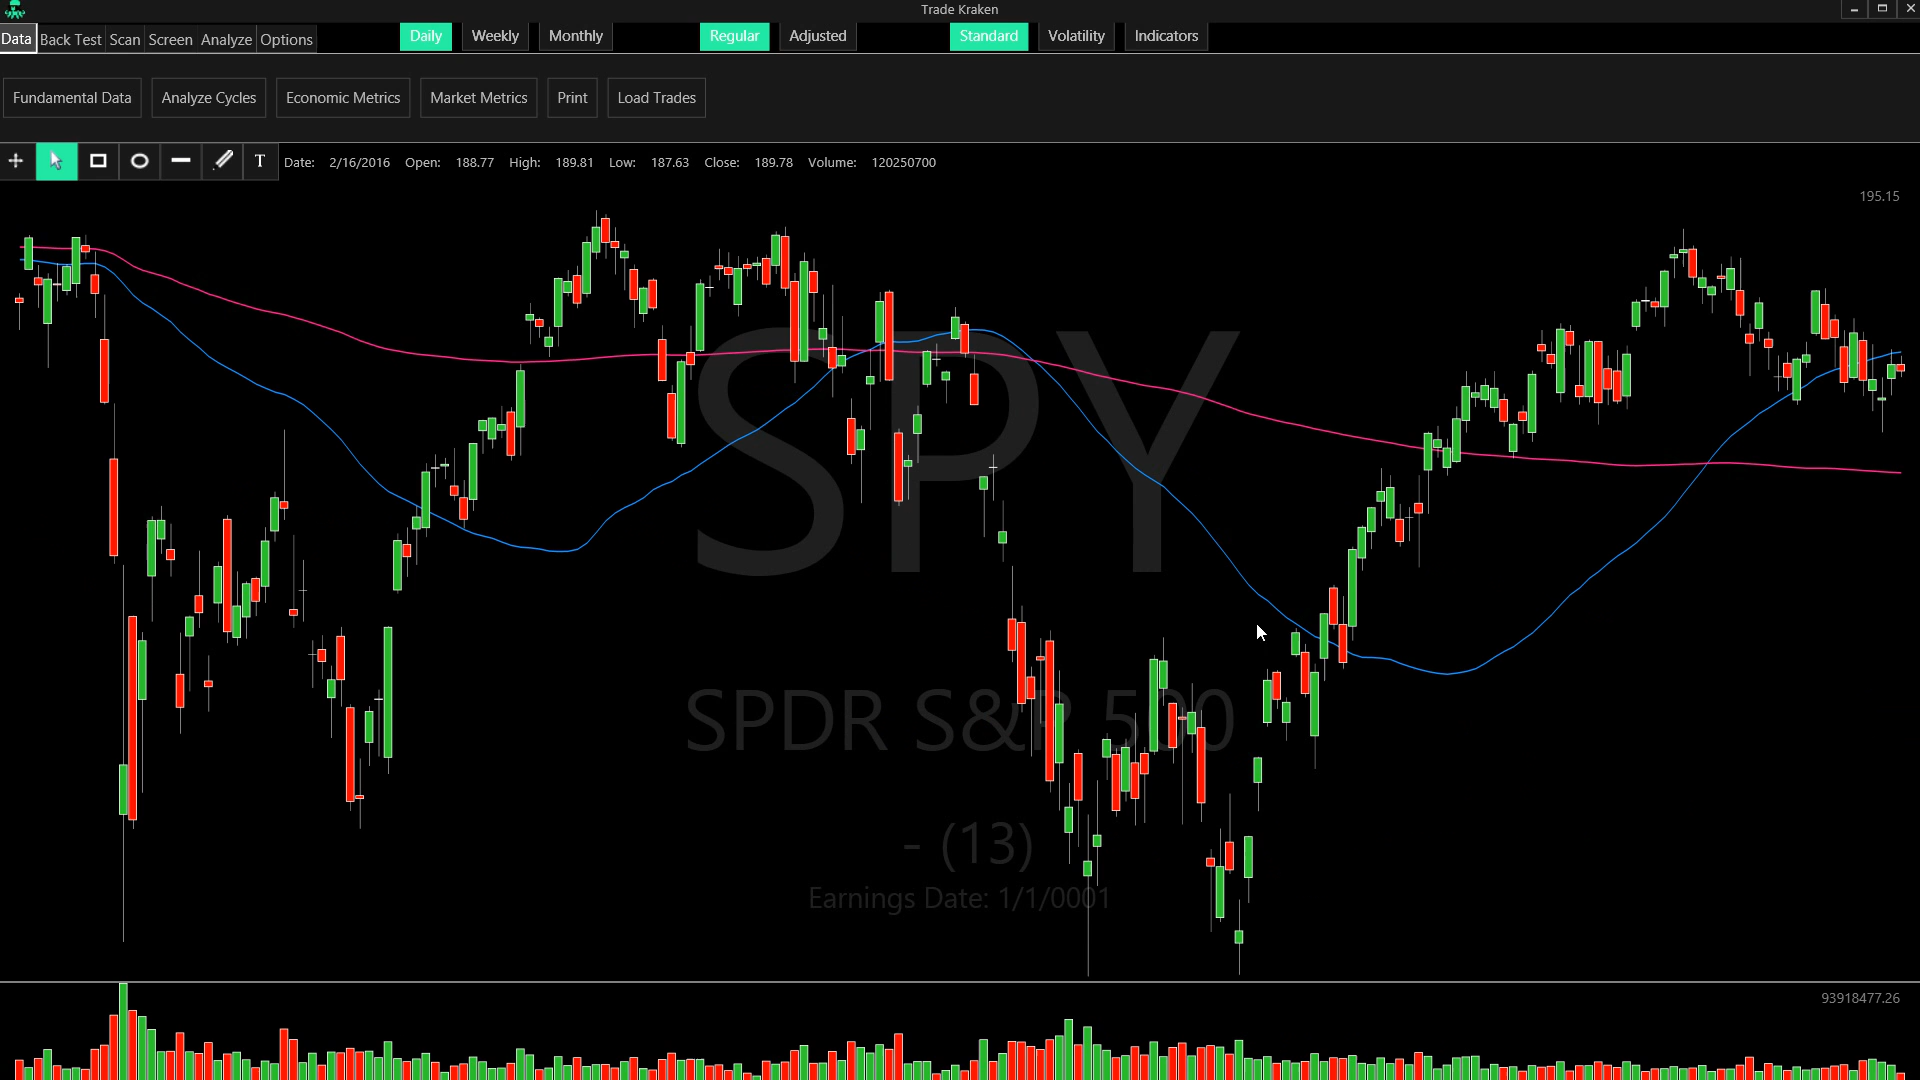 Trade Kraken
Data Back Test Scan Screen Analyze Options Daily Weekly Monthly Regular Adjusted Standard Volatility Indicators
Fundamental Data Analyze Cycles Economic Metrics Market Metrics Print Load Trades
T Date: 2/16/2016 Open: 188.77 High: 189.81 Low: 187.63 Close: 189.78 Volume: 120250700
195.15
SPY
SPDR S&P 500
- (13)
Earnings Date: 1/1/0001
93918477.26